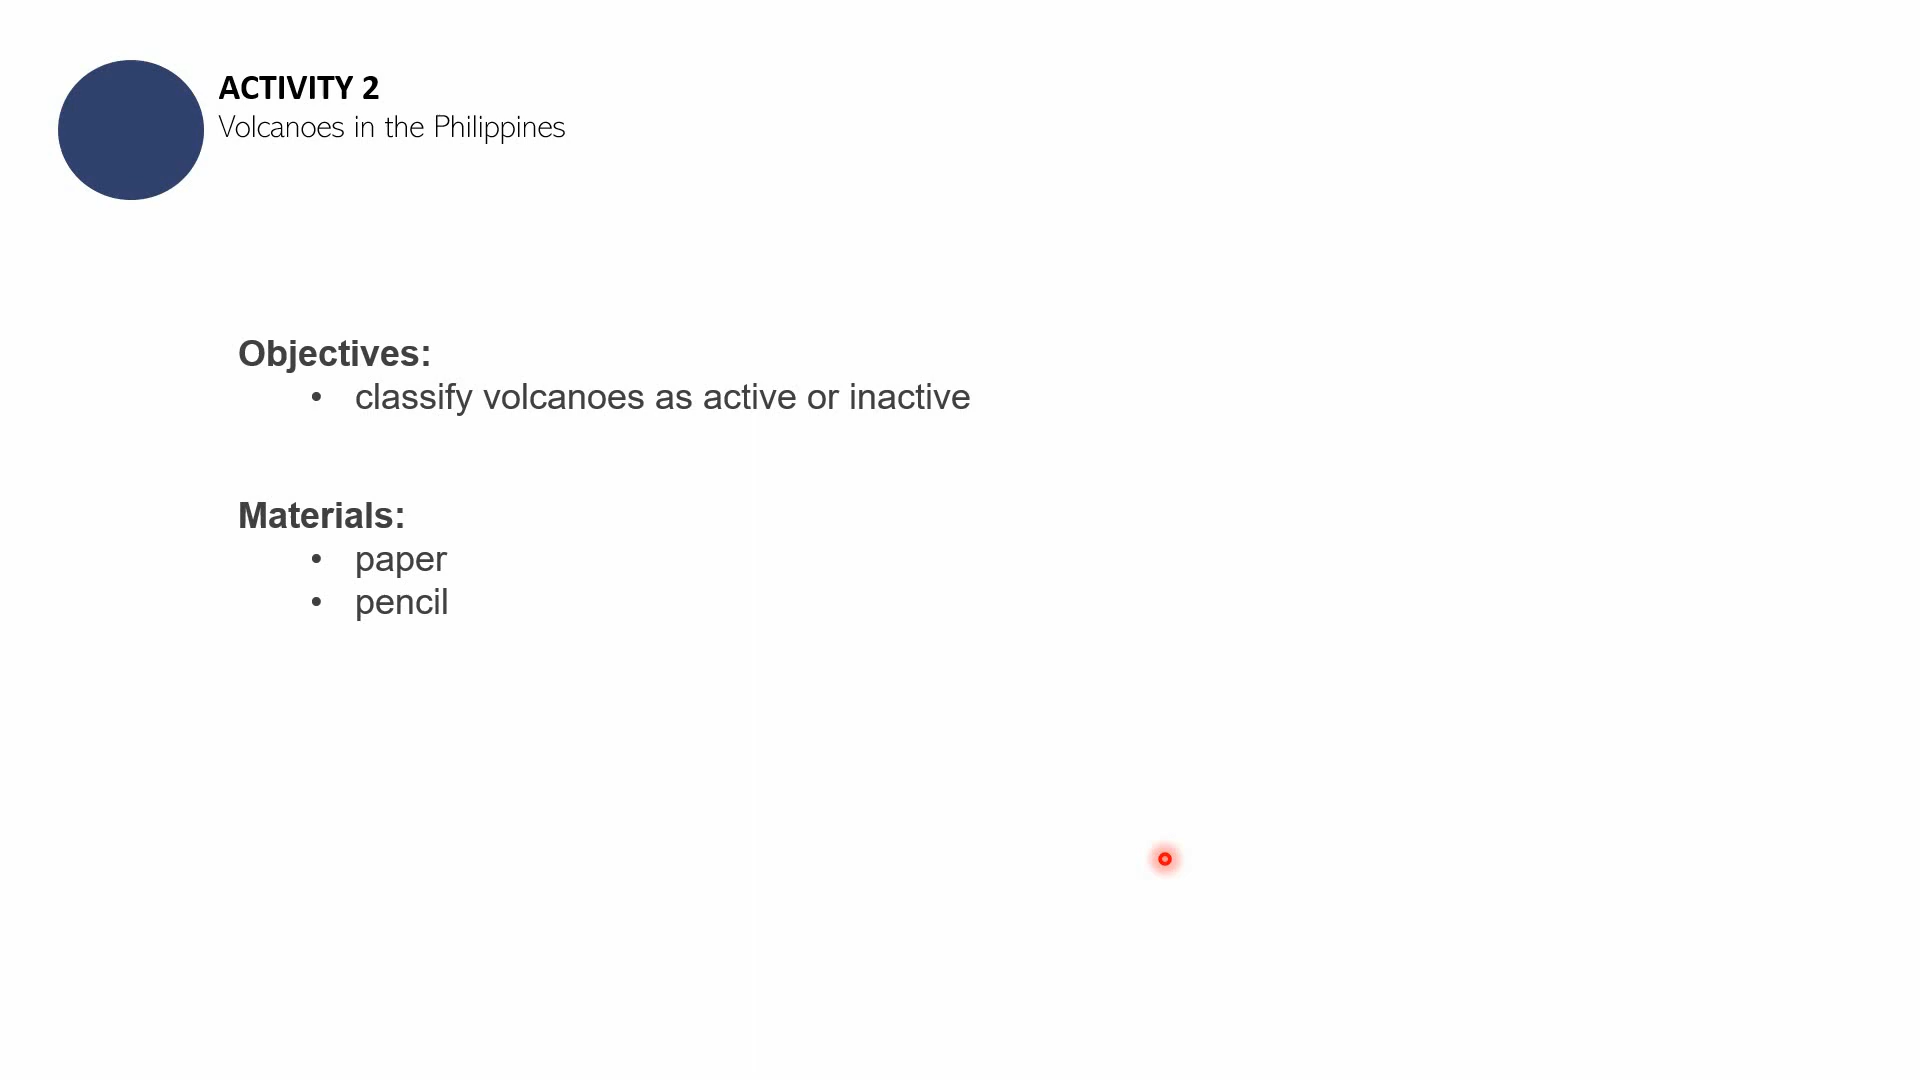 ACTIVITY 2
Volcanoes in the Philippines
Objectives:
• classify volcanoes as active or inactive
Materials:
• paper
• pencil